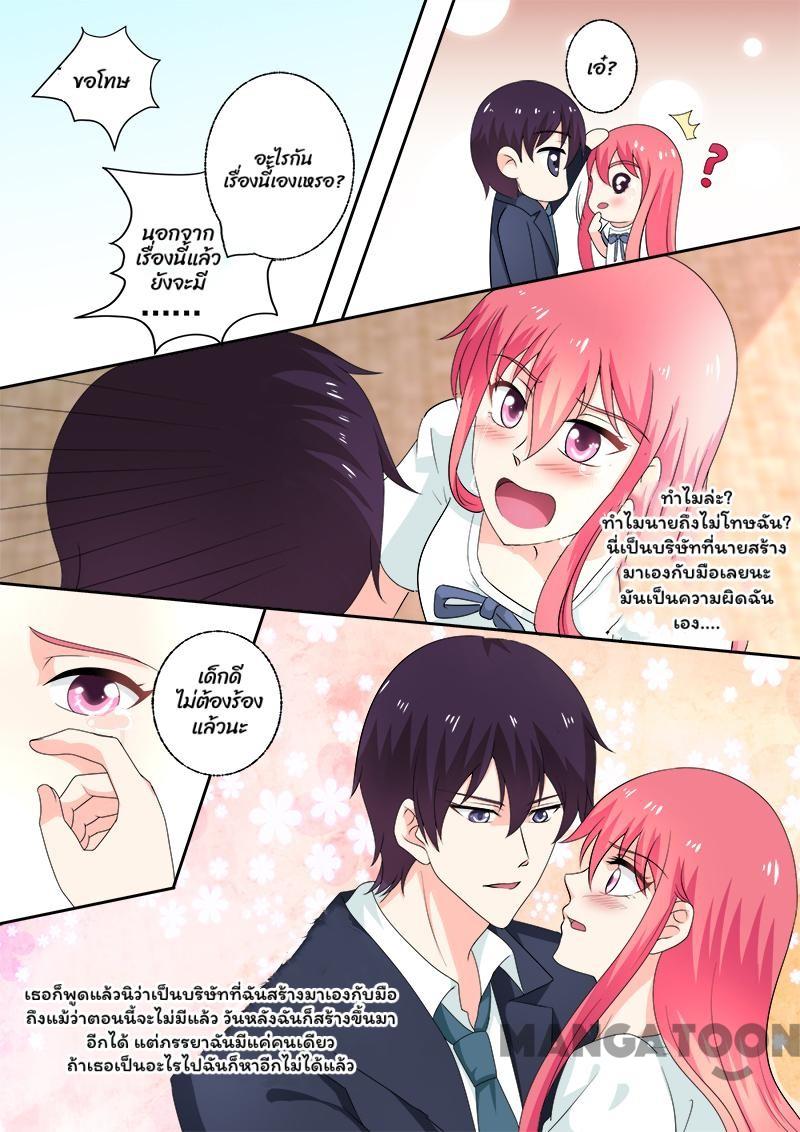 ขอโทษ
อะไรกัน
เรื่องนี้เองเหรอ?
นอกจาก
เรื่องนี้แล้ว
ยังจะมี
......
เอ๋?
?
ทำไมล่ะ?
ทำไมนายถึงไม่โทษฉัน?
นี่เป็นบริษัทที่นายสร้าง
มาเองกับมือเลยนะ
มันเป็นความผิดฉัน
เอง....
เด็กดี
ไม่ต้องร้อง
แล้วนะ
เธอก็พูดแล้วนิว่าเป็นบริษัทที่ฉันสร้างมาเองกับมือ
ถึงแม้ว่าตอนนี้จะไม่มีแล้ว วันหลังฉันก็สร้างขึ้นมา
อีกได้ แต่ภรรยาฉันมีแค่คนเดียว
ถ้าเธอเป็นอะไรไปฉันก็หาอีกไม่ได้แล้ว
MANGATOON